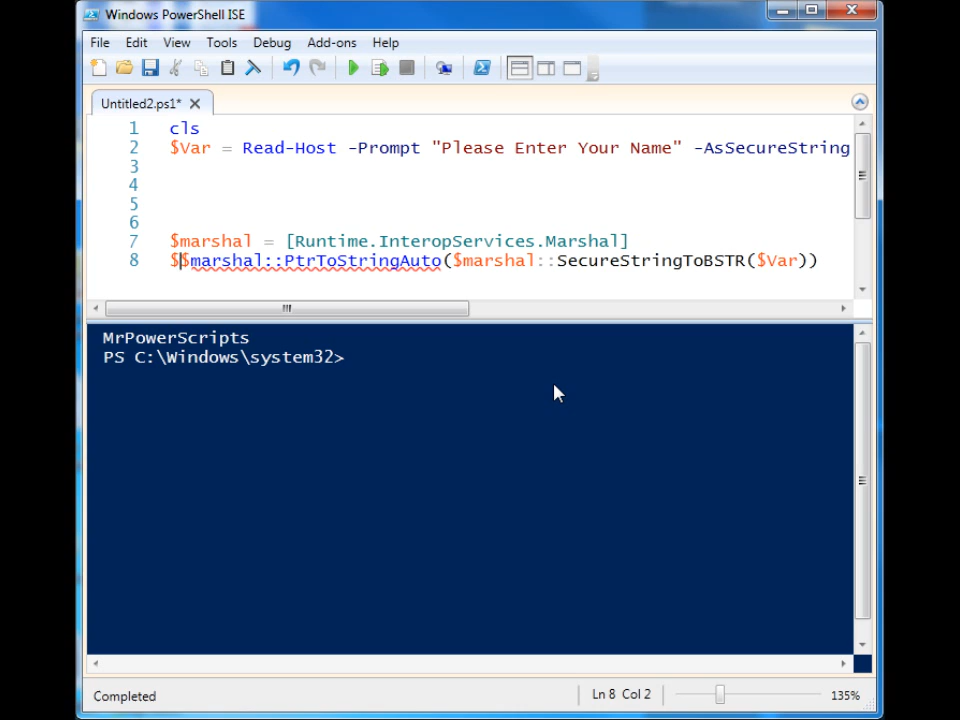 Windows PowerShell ISE
File Edit View Tools Debug Add-ons Help
Untitled2.ps1*
1 cls
2 $Var = Read-Host -Prompt "Please Enter Your Name" -AsSecureString
3
4
5
6
7 $marshal = [Runtime.InteropServices.Marshal]
8 $$marshal::PtrToStringAuto($marshal::SecureStringToBSTR($Var))
MrPowerScripts
PS C:\Windows\system32>
Completed Ln 8 Col 2 135%